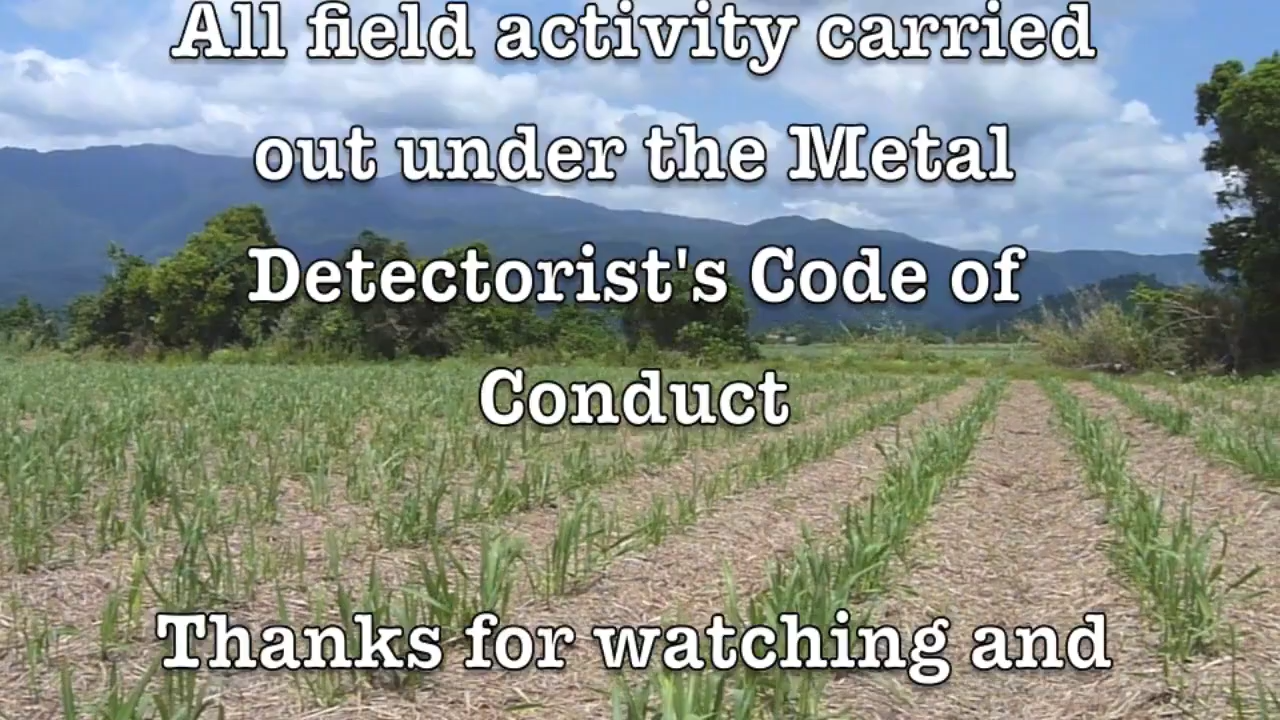 All field activity carried
out under the Metal
Detectorist's Code of
Conduct
Thanks for watching and